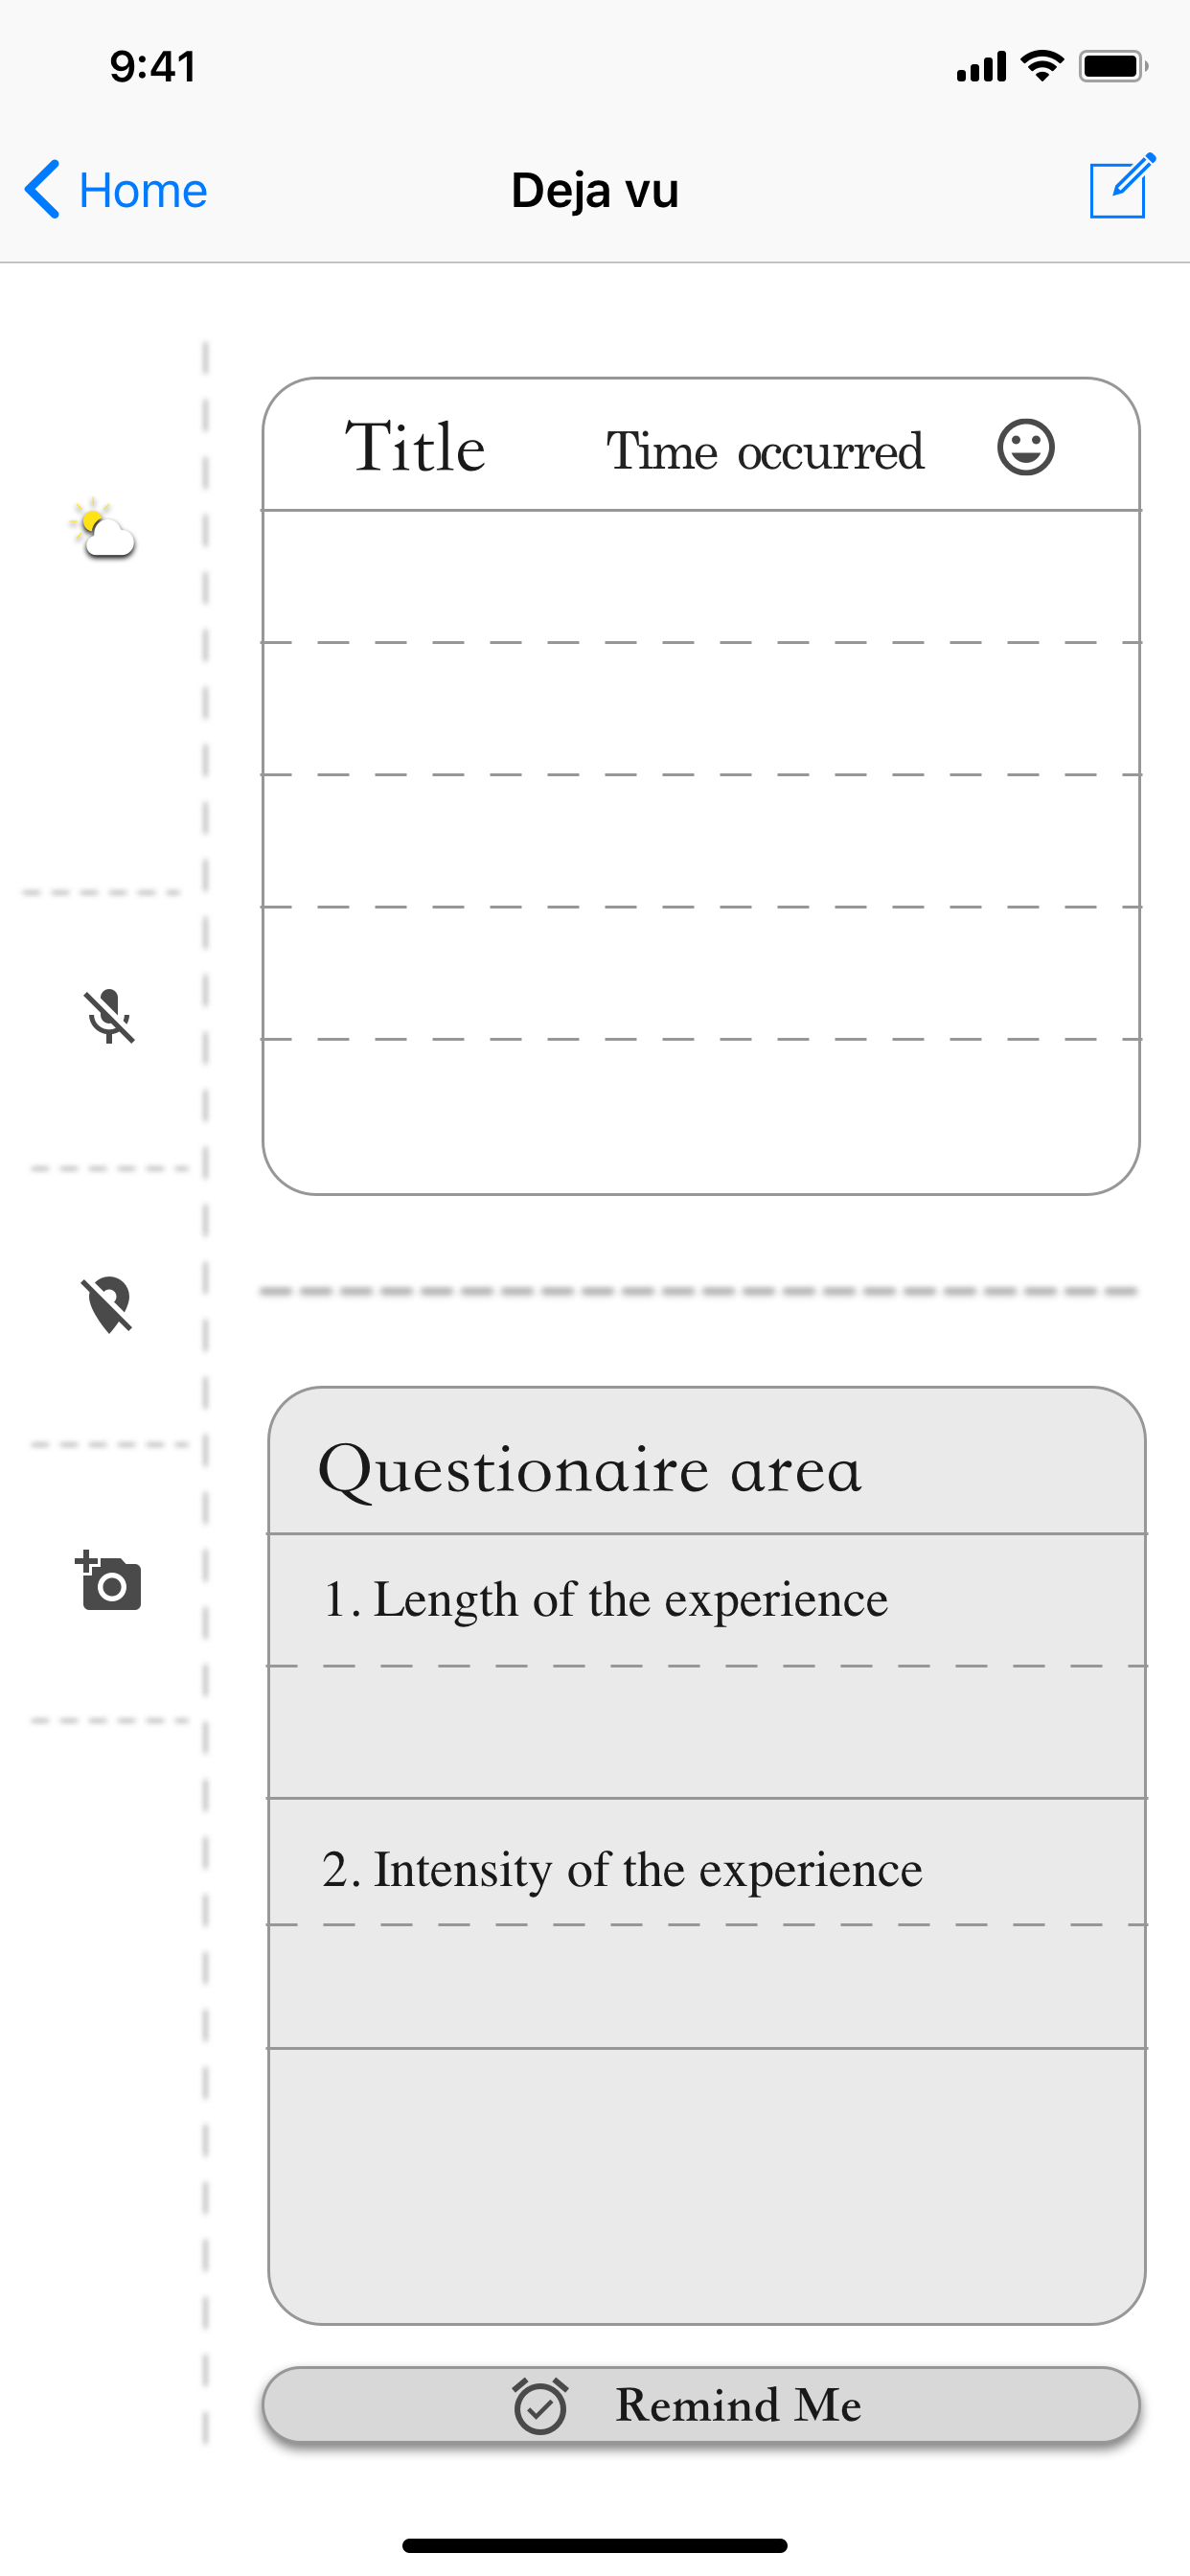 9:41
Home
Deja vu
Title
Time occurred
Questionaire area
1. Length of the experience
2. Intensity of the experience
Remind Me